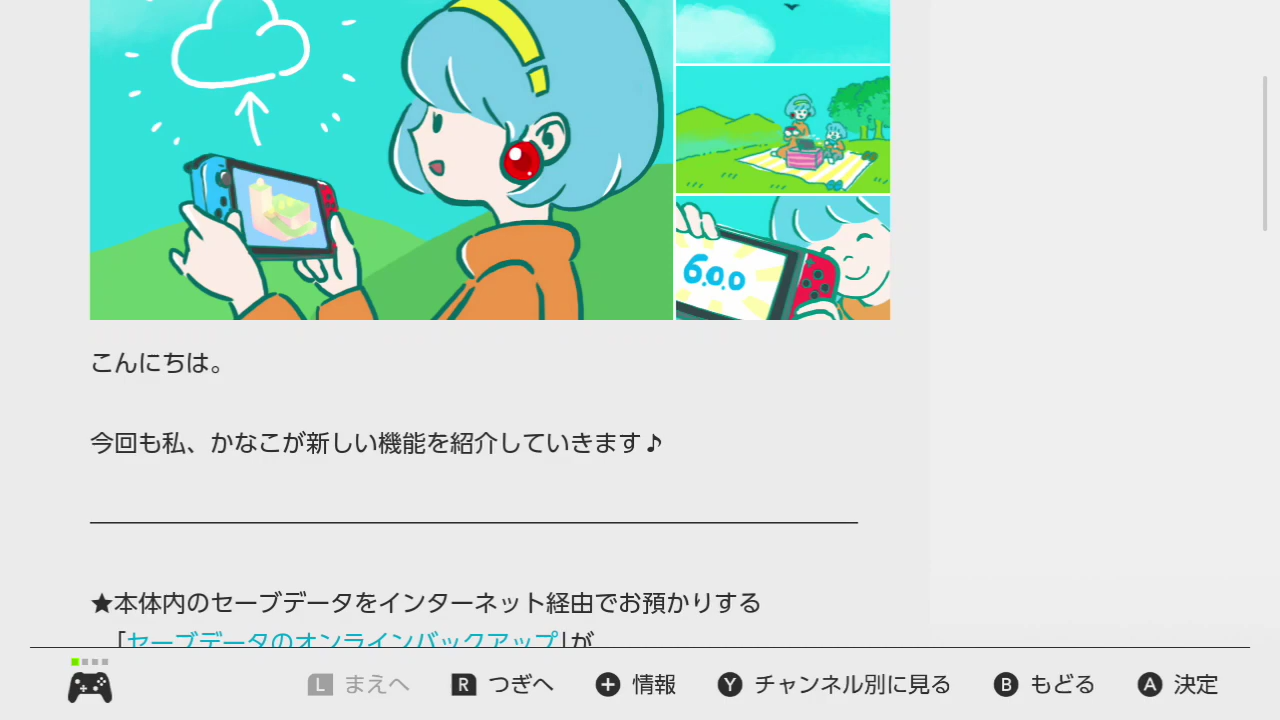 6.0.0
こんにちは。
今回も私、かなこが新しい機能を紹介していきます♪
★本体内のセーブデータをインターネット経由でお預かりする
「セーブデータのオンラインバックアップ」が
L まえへ R つぎへ + 情報 Y チャンネル別に見る B もどる A 決定